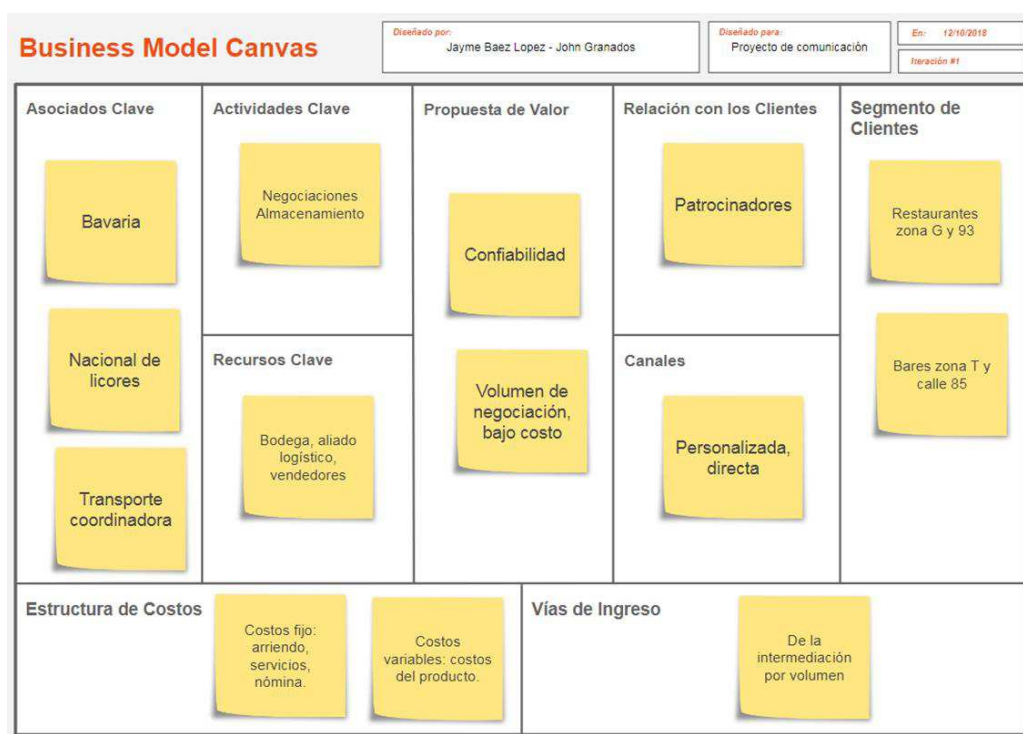 Business Model Canvas
Diseñado por:
Jayme Baez Lopez - John Granados
Diseñado para:
Proyecto de comunicación
En: 12/10/2018
Iteración #1
Asociados Clave
Bavaria
Nacional de
licores
Transporte
coordinadora
Actividades Clave
Negociaciones
Almacenamiento
Recursos Clave
Bodega, aliado
logístico,
vendedores
Propuesta de Valor
Confiabilidad
Volumen de
negociación,
bajo costo
Relación con los Clientes
Patrocinadores
Canales
Personalizada,
directa
Segmento de
Clientes
Restaurantes
zona G y 93
Bares zona T y
calle 85
Estructura de Costos
Costos fijo:
arriendo,
servicios,
nómina.
Costos
variables: costos
del producto.
Vías de Ingreso
De la
intermediación
por volumen